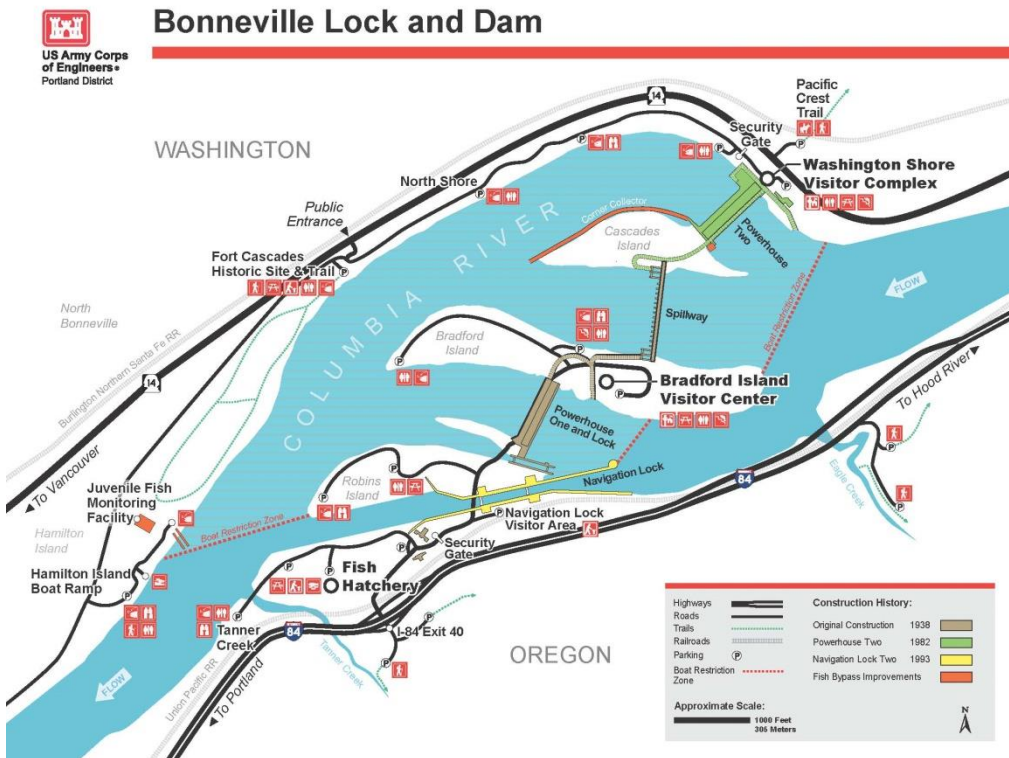 Bonneville Lock and Dam
US Army Corps
of Engineers®
Portland District
WASHINGTON
14
Pacific
Crest
Trail
Security
Gate
Washington Shore
Visitor Complex
North Shore
Public
Entrance
Corner Collector
Cascades
Island
Powerhouse
Two
Fort Cascades
Historic Site & Trail
COLUMBIA RIVER
North
Bonneville
Burlington Northern Santa Fe RR
14
Bradford
Island
Spillway
Boat Restriction Zone
FLOW
Bradford Island
Visitor Center
To Hood River
Powerhouse
One and Lock
To Vancouver
Navigation Lock
84
Eagle Creek
Juvenile Fish
Monitoring
Facility
Robins
Island
Navigation Lock
Visitor Area
Hamilton
Island
Boat Restriction Zone
Security
Gate
Hamilton Island
Boat Ramp
Fish
Hatchery
Tanner
Creek
84
I-84 Exit 40
Tanner Creek
OREGON
FLOW
Union Pacific RR
To Portland
Highways
Roads
Trails
Railroads
Parking
P
Boat Restriction
Zone
Construction History:
Original Construction 1938
Powerhouse Two 1982
Navigation Lock Two 1993
Fish Bypass Improvements
Approximate Scale:
1000 Feet
305 Meters
N